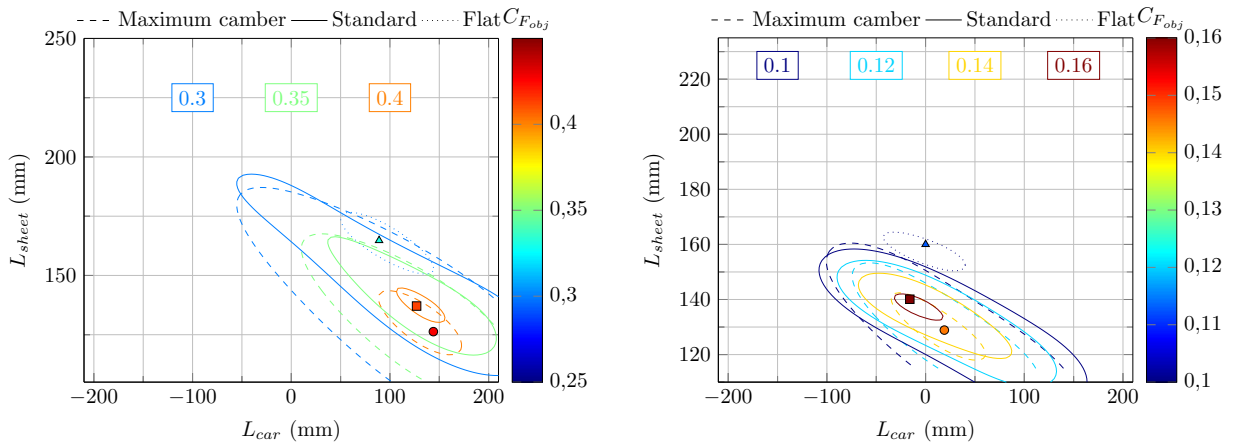 Maximum camber Standard Flat C_{F_{obj}}
250
200
150
L_{sheet} (mm)
0.3 0.35 0.4
−200 −100 0 100 200
L_{car} (mm)
0,4
0,35
0,3
0,25
Maximum camber Standard Flat C_{F_{obj}}
220
200
180
160
140
120
L_{sheet} (mm)
0.1 0.12 0.14 0.16
−200 −100 0 100 200
L_{car} (mm)
0,16
0,15
0,14
0,13
0,12
0,11
0,1